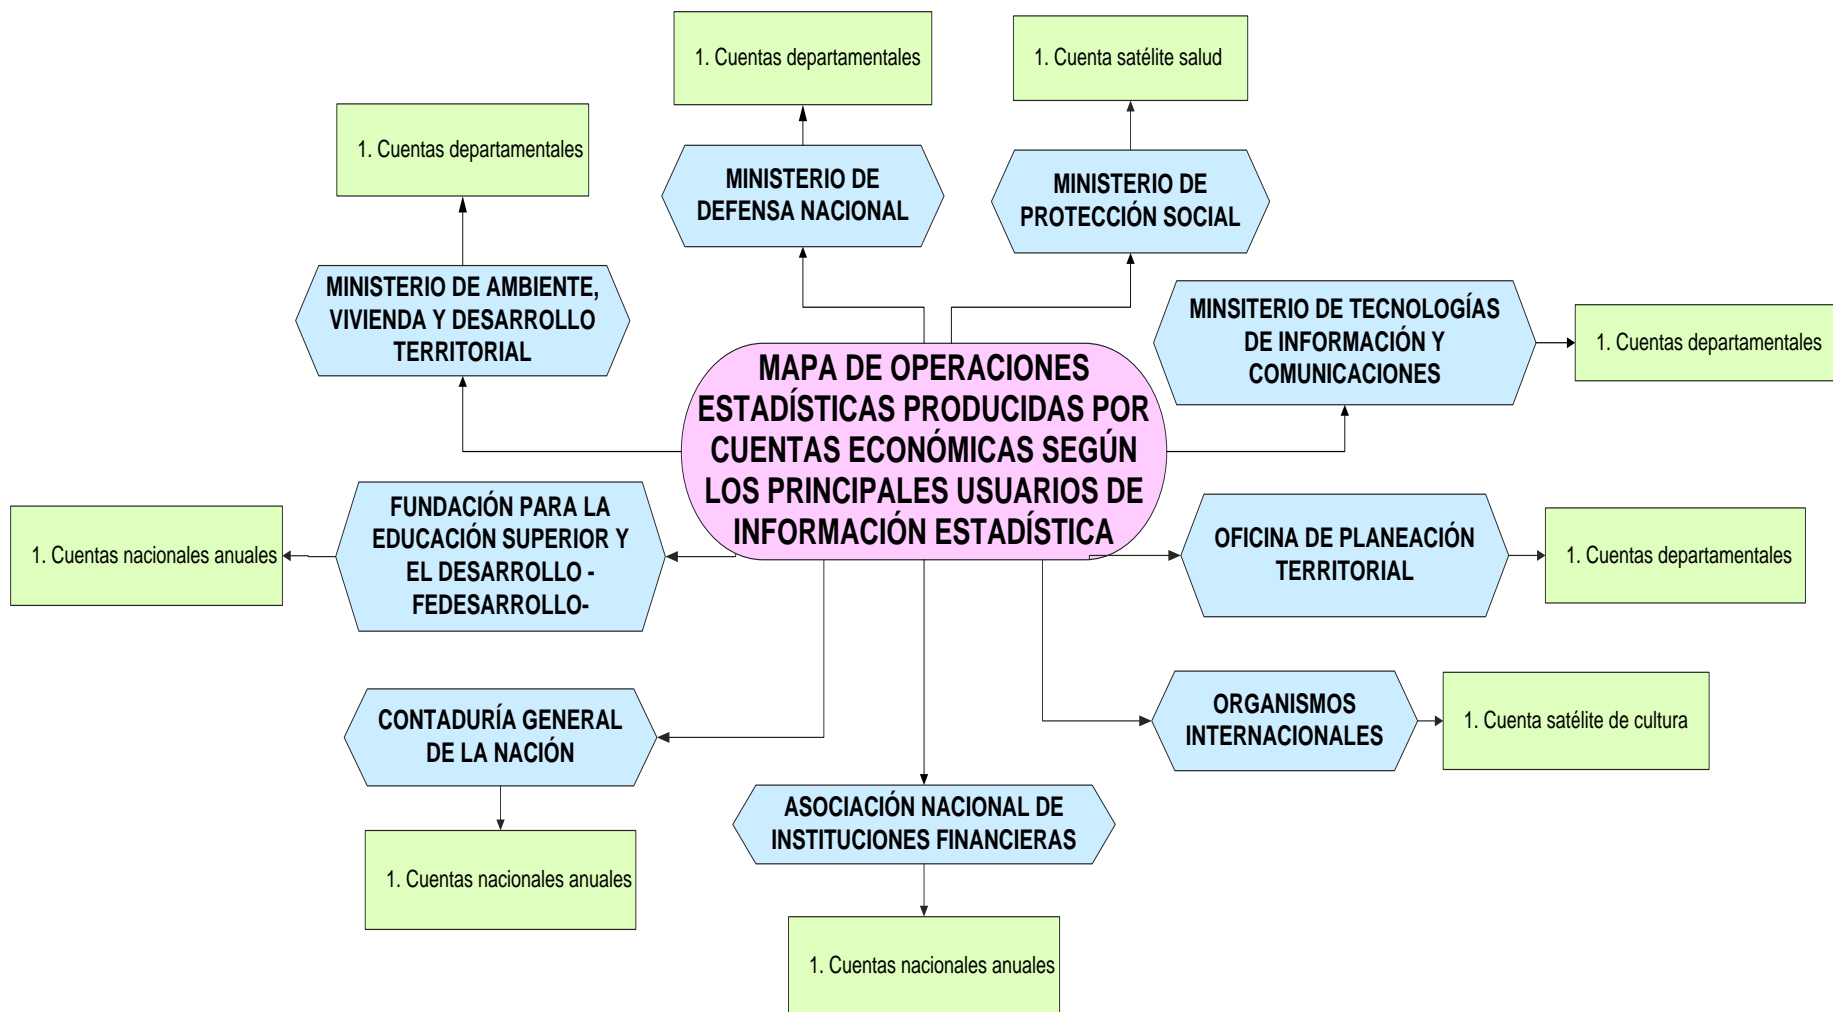 1. Cuentas departamentales
1. Cuenta satélite salud
1. Cuentas departamentales
MINISTERIO DE
DEFENSA NACIONAL
MINISTERIO DE
PROTECCIÓN SOCIAL
MINISTERIO DE AMBIENTE,
VIVIENDA Y DESARROLLO
TERRITORIAL
MINSITERIO DE TECNOLOGÍAS
DE INFORMACIÓN Y
COMUNICACIONES
1. Cuentas departamentales
MAPA DE OPERACIONES
ESTADÍSTICAS PRODUCIDAS POR
CUENTAS ECONÓMICAS SEGÚN
LOS PRINCIPALES USUARIOS DE
INFORMACIÓN ESTADÍSTICA
1. Cuentas nacionales anuales
FUNDACIÓN PARA LA
EDUCACIÓN SUPERIOR Y
EL DESARROLLO -
FEDESARROLLO-
OFICINA DE PLANEACIÓN
TERRITORIAL
1. Cuentas departamentales
CONTADURÍA GENERAL
DE LA NACIÓN
ORGANISMOS
INTERNACIONALES
1. Cuenta satélite de cultura
ASOCIACIÓN NACIONAL DE
INSTITUCIONES FINANCIERAS
1. Cuentas nacionales anuales
1. Cuentas nacionales anuales